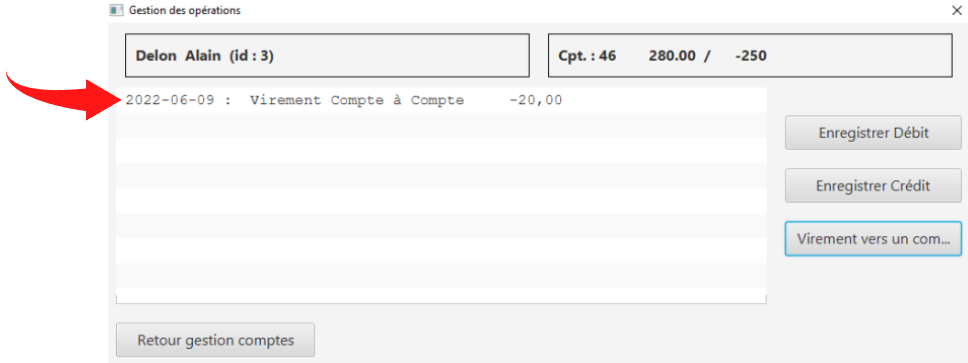 Gestion des opérations
Delon Alain (id : 3)
Cpt. : 46 280.00 / -250
2022-06-09 : Virement Compte à Compte -20,00
Enregistrer Débit
Enregistrer Crédit
Virement vers un com...
Retour gestion comptes